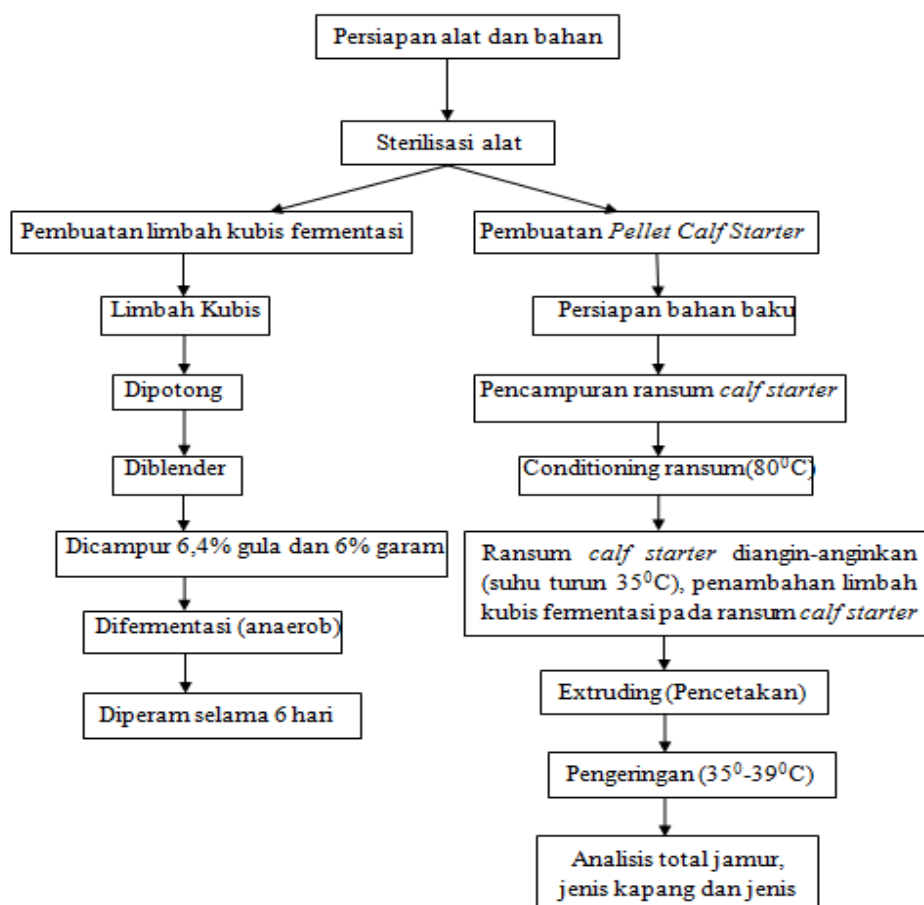 Persiapan alat dan bahan
Sterilisasi alat
Pembuatan limbah kubis fermentasi
Limbah Kubis
Dipotong
Diblender
Dicampur 6,4% gula dan 6% garam
Difermentasi (anaerob)
Diperam selama 6 hari
Pembuatan Pellet Calf Starter
Persiapan bahan baku
Pencampuran ransum calf starter
Conditioning ransum(80⁰C)
Ransum calf starter diangin-anginkan
(suhu turun 35⁰C), penambahan limbah
kubis fermentasi pada ransum calf starter
Extruding (Pencetakan)
Pengeringan (35⁰-39⁰C)
Analisis total jamur,
jenis kapang dan jenis